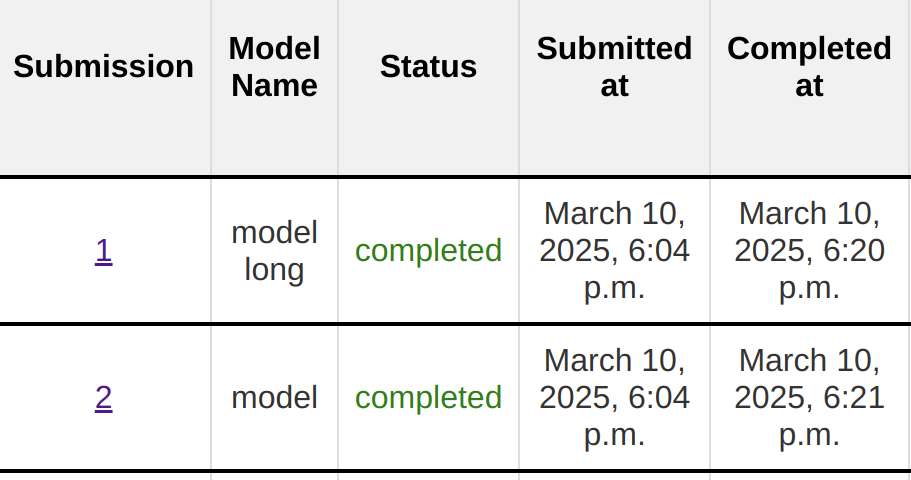 Submission Model Name Status Submitted at Completed at
1 model long completed March 10, 2025, 6:04 p.m. March 10, 2025, 6:20 p.m.
2 model completed March 10, 2025, 6:04 p.m. March 10, 2025, 6:21 p.m.